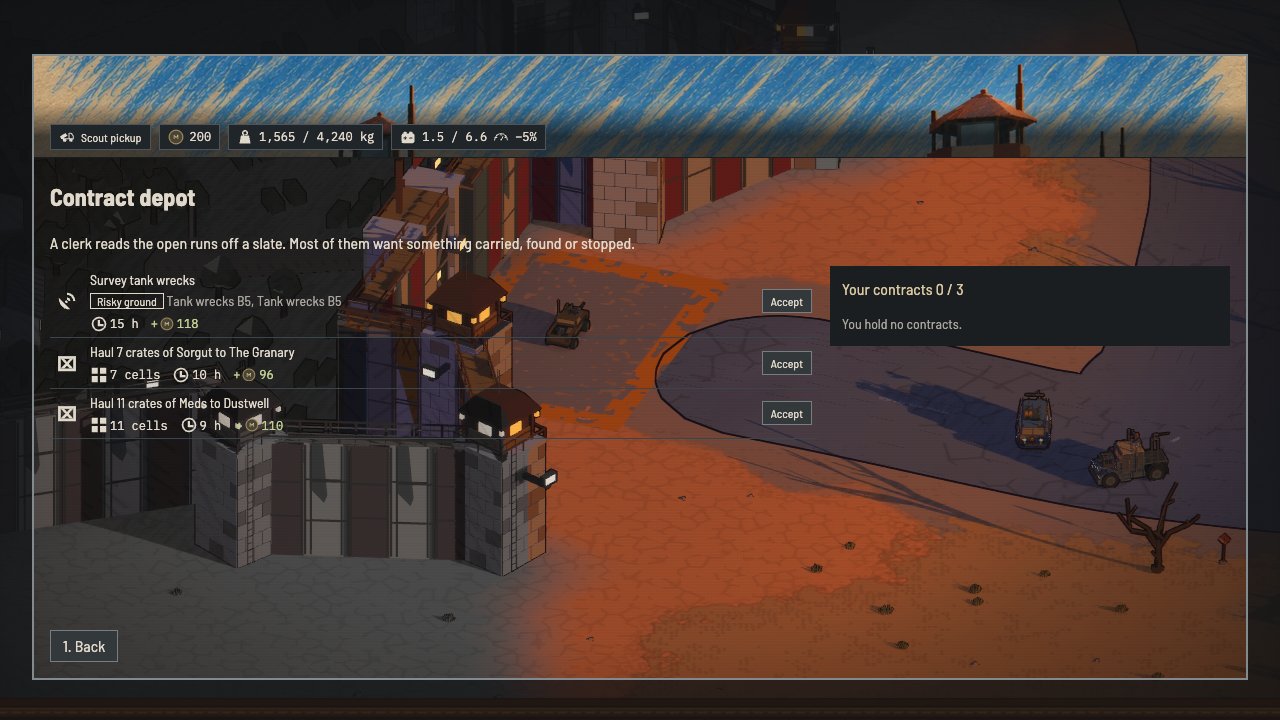 Scout pickup
M 200
1,565 / 4,240 kg
1.5 / 6.6 -5%
Contract depot
A clerk reads the open runs off a slate. Most of them want something carried, found or stopped.
Survey tank wrecks
Risky ground Tank wrecks B5, Tank wrecks B5
15 h +M 118
Accept
Haul 7 crates of Sorgut to The Granary
7 cells 10 h +M 96
Accept
Haul 11 crates of Meds to Dustwell
11 cells 9 h +M 110
Accept
Your contracts 0 / 3
You hold no contracts.
1. Back